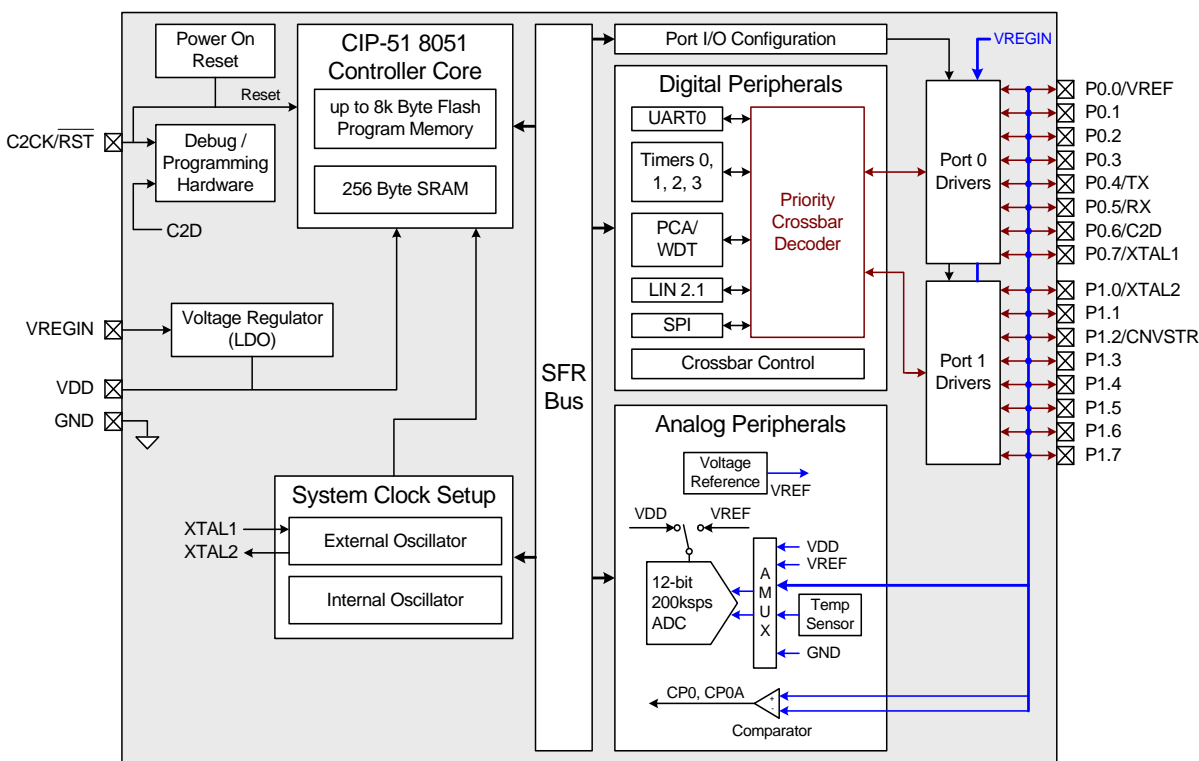 Power On
Reset
Reset
C2CK/RST
Debug /
Programming
Hardware
C2D
CIP-51 8051
Controller Core
up to 8k Byte Flash
Program Memory
256 Byte SRAM
VREGIN
Voltage Regulator
(LDO)
VDD
GND
System Clock Setup
XTAL1
XTAL2
External Oscillator
Internal Oscillator
SFR
Bus
Port I/O Configuration
Digital Peripherals
UART0
Timers 0,
1, 2, 3
PCA/
WDT
LIN 2.1
SPI
Priority
Crossbar
Decoder
Crossbar Control
Analog Peripherals
Voltage
Reference
VREF
VDD
VREF
12-bit
200ksps
ADC
A
M
U
X
VDD
VREF
Temp
Sensor
GND
CP0, CP0A
+
-
Comparator
VREGIN
Port 0
Drivers
Port 1
Drivers
P0.0/VREF
P0.1
P0.2
P0.3
P0.4/TX
P0.5/RX
P0.6/C2D
P0.7/XTAL1
P1.0/XTAL2
P1.1
P1.2/CNVSTR
P1.3
P1.4
P1.5
P1.6
P1.7